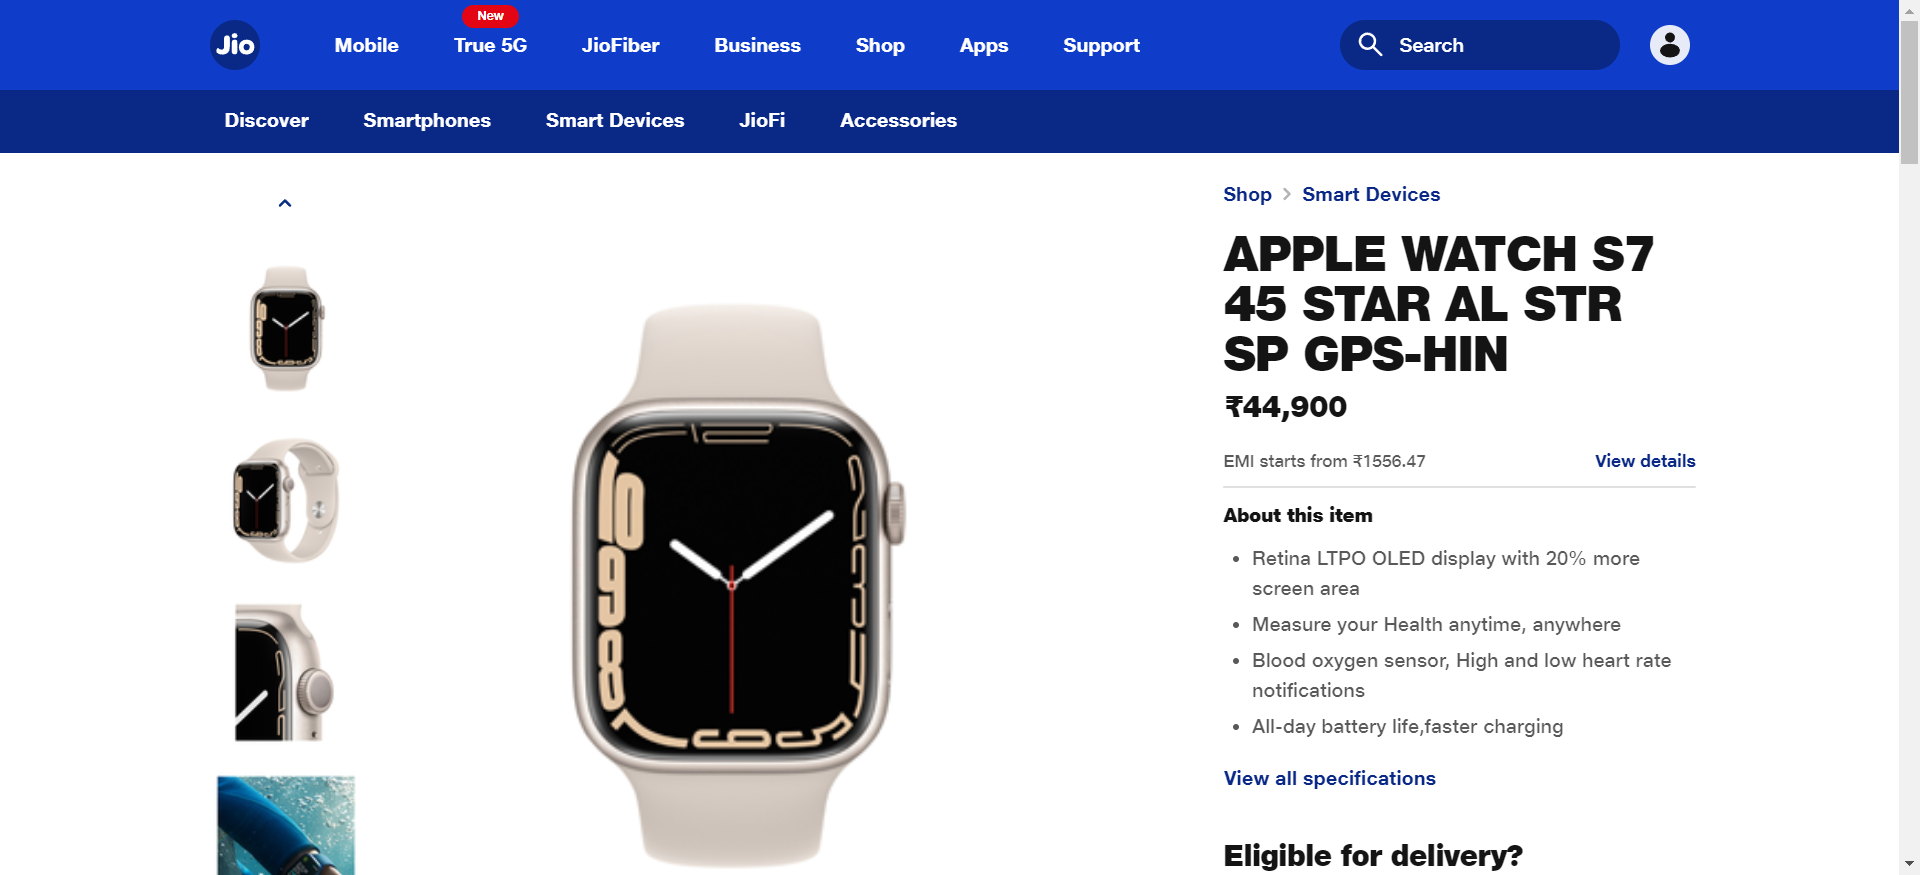 New
Jio
Mobile
True 5G
JioFiber
Business
Shop
Apps
Support
Search
Discover
Smartphones
Smart Devices
JioFi
Accessories
Shop
Smart Devices
APPLE WATCH S7
45 STAR AL STR
SP GPS-HIN
₹44,900
EMI starts from ₹1556.47
View details
About this item
• Retina LTPO OLED display with 20% more
screen area
• Measure your Health anytime, anywhere
• Blood oxygen sensor, High and low heart rate
notifications
• All-day battery life,faster charging
View all specifications
Eligible for delivery?